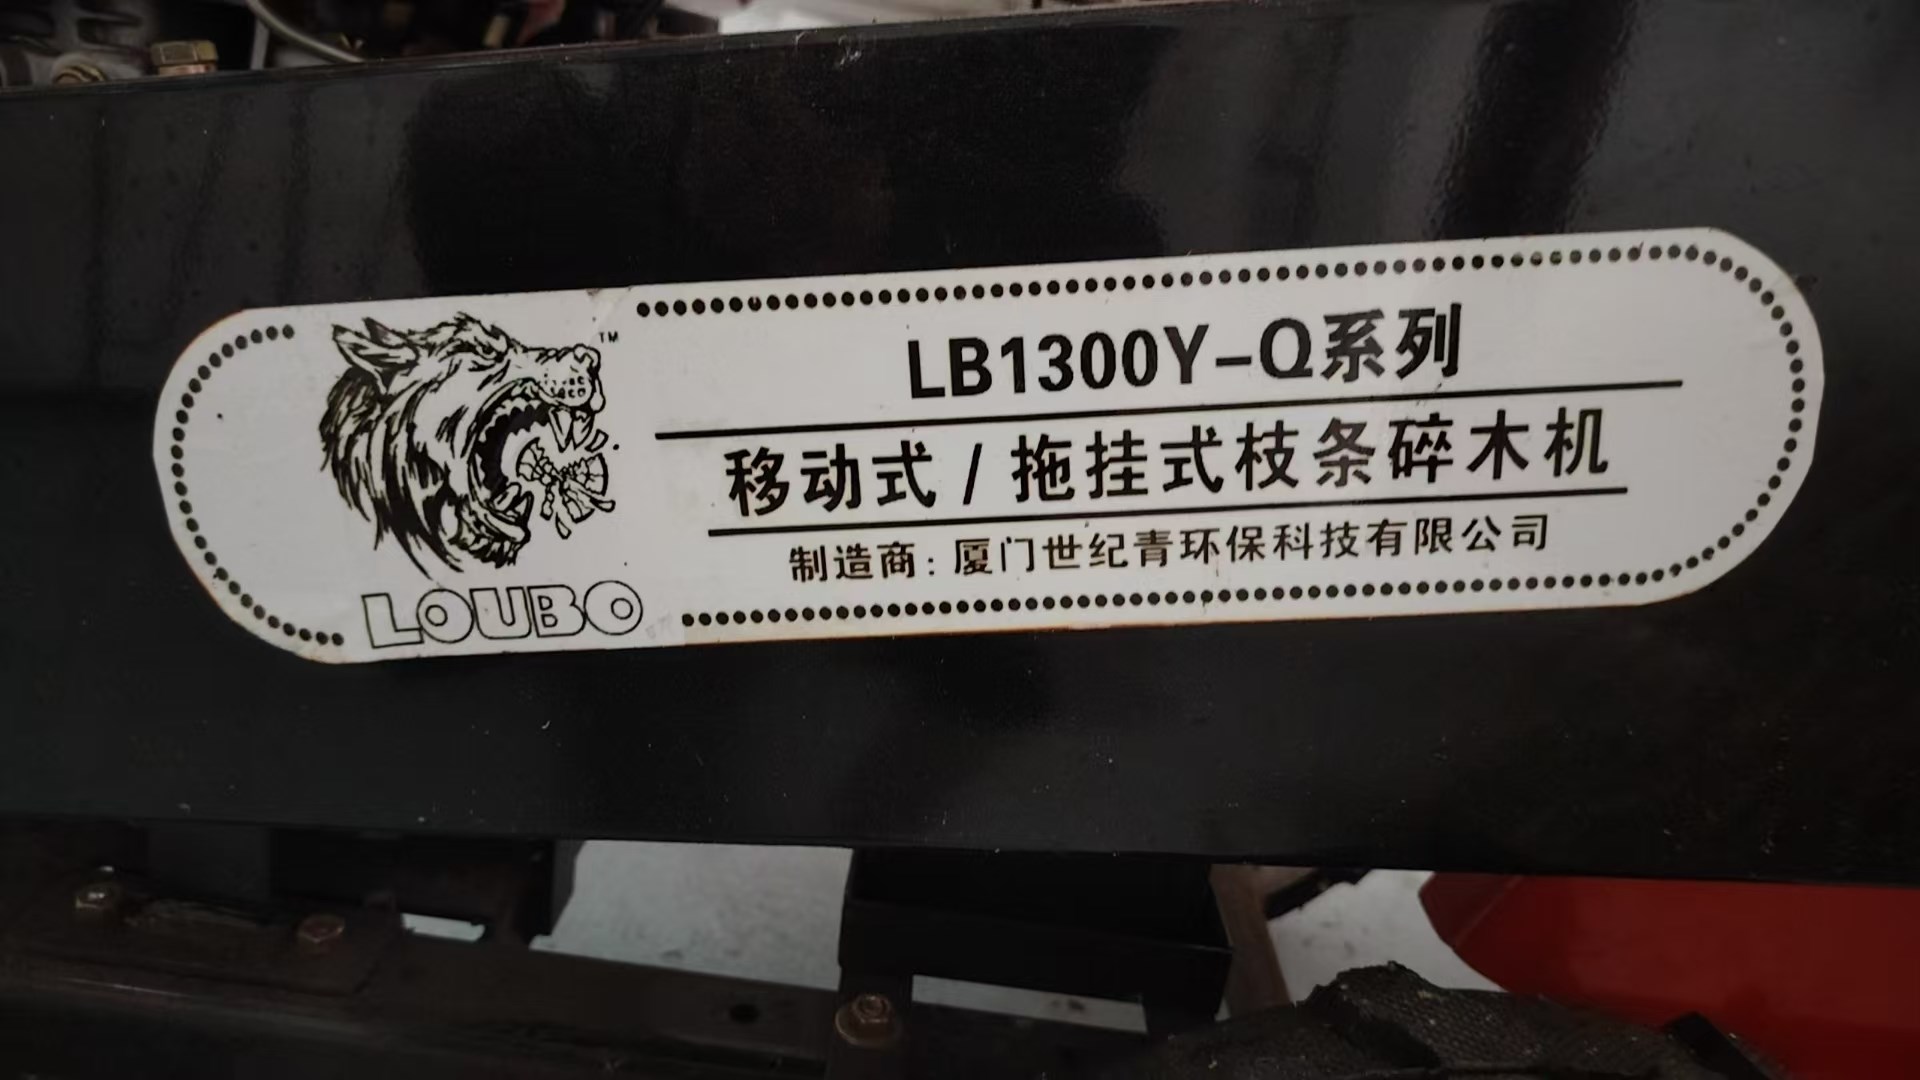 LB1300Y-Q系列
移动式 / 拖挂式枝条碎木机
制造商: 厦门世纪青环保科技有限公司
TM
LOUBO